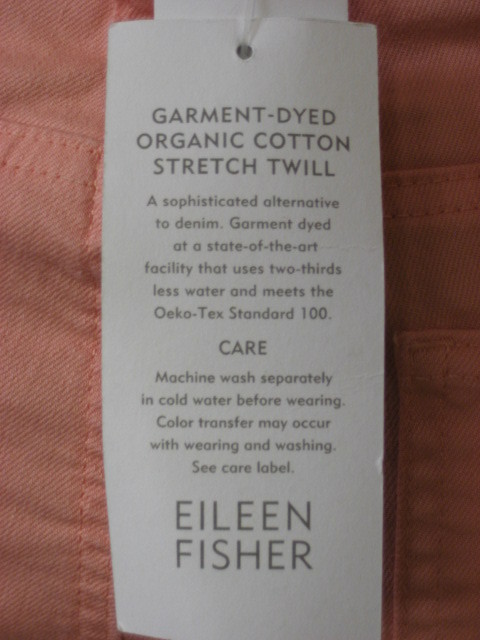 GARMENT-DYED
ORGANIC COTTON
STRETCH TWILL
A sophisticated alternative
to denim. Garment dyed
at a state-of-the-art
facility that uses two-thirds
less water and meets the
Oeko-Tex Standard 100.
CARE
Machine wash separately
in cold water before wearing.
Color transfer may occur
with wearing and washing.
See care label.
EILEEN
FISHER